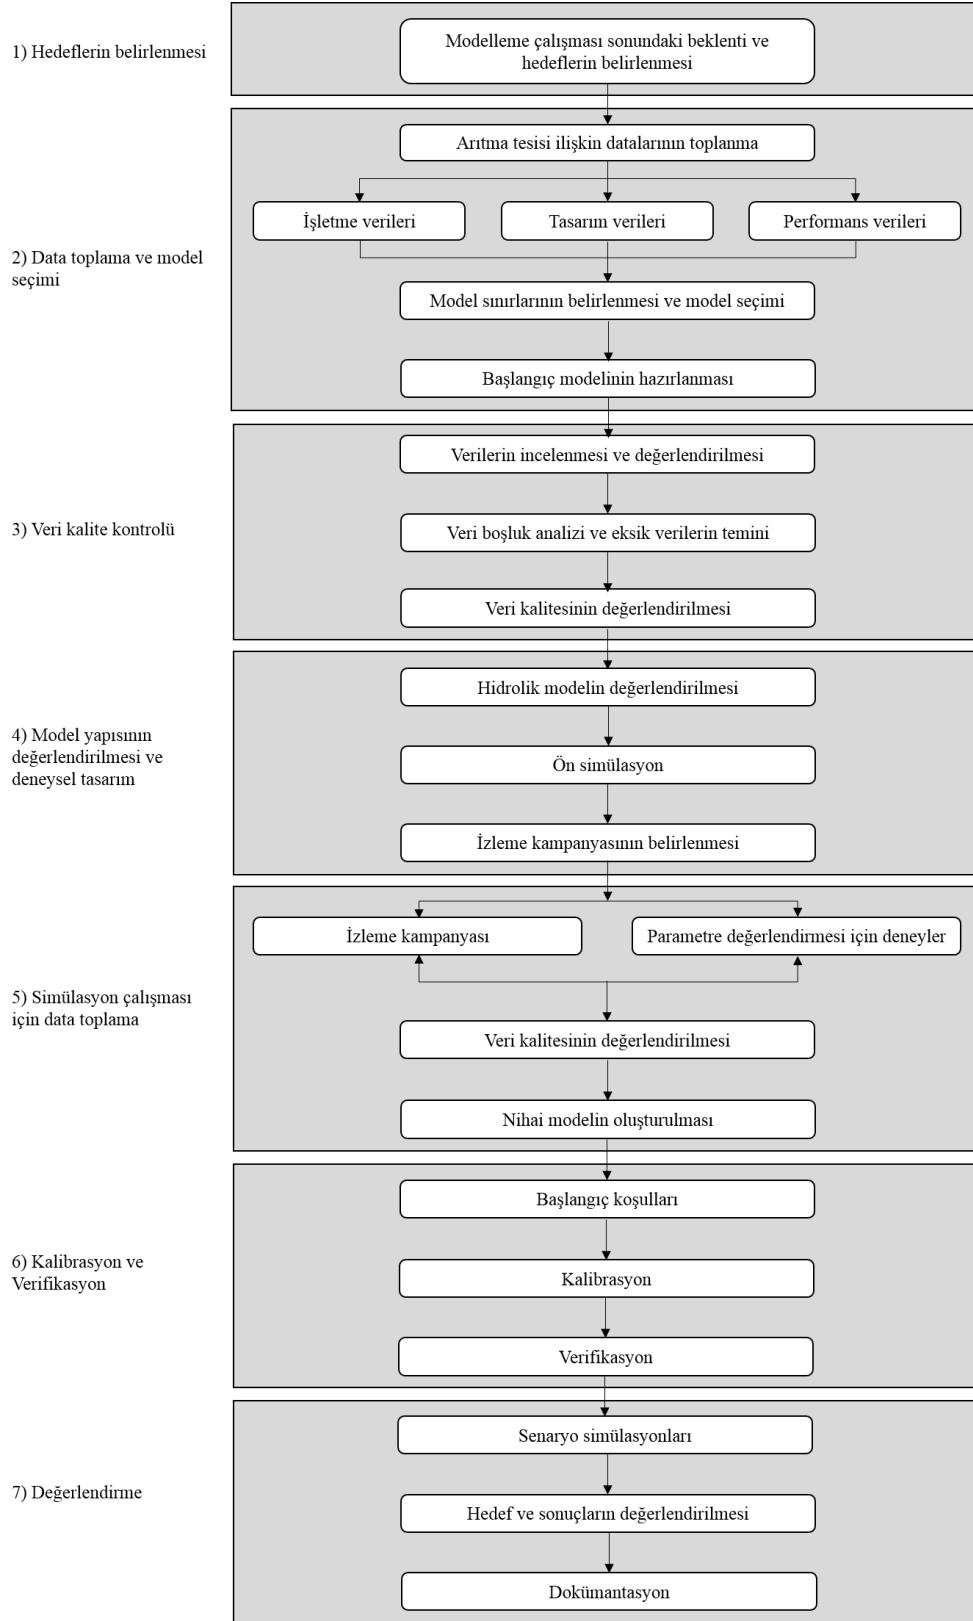 1) Hedeflerin belirlenmesi
Modelleme çalışması sonundaki beklenti ve
hedeflerin belirlenmesi
Arıtma tesisi ilişkin datalarının toplanma
İşletme verileri
Tasarım verileri
Performans verileri
2) Data toplama ve model
seçimi
Model sınırlarının belirlenmesi ve model seçimi
Başlangıç modelinin hazırlanması
Verilerin incelenmesi ve değerlendirilmesi
3) Veri kalite kontrolü
Veri boşluk analizi ve eksik verilerin temini
Veri kalitesinin değerlendirilmesi
Hidrolik modelin değerlendirilmesi
4) Model yapısının
değerlendirilmesi ve
deneysel tasarım
Ön simülasyon
İzleme kampanyasının belirlenmesi
İzleme kampanyası
Parametre değerlendirmesi için deneyler
5) Simülasyon çalışması
için data toplama
Veri kalitesinin değerlendirilmesi
Nihai modelin oluşturulması
Başlangıç koşulları
6) Kalibrasyon ve
Verifikasyon
Kalibrasyon
Verifikasyon
Senaryo simülasyonları
7) Değerlendirme
Hedef ve sonuçların değerlendirilmesi
Dokümantasyon